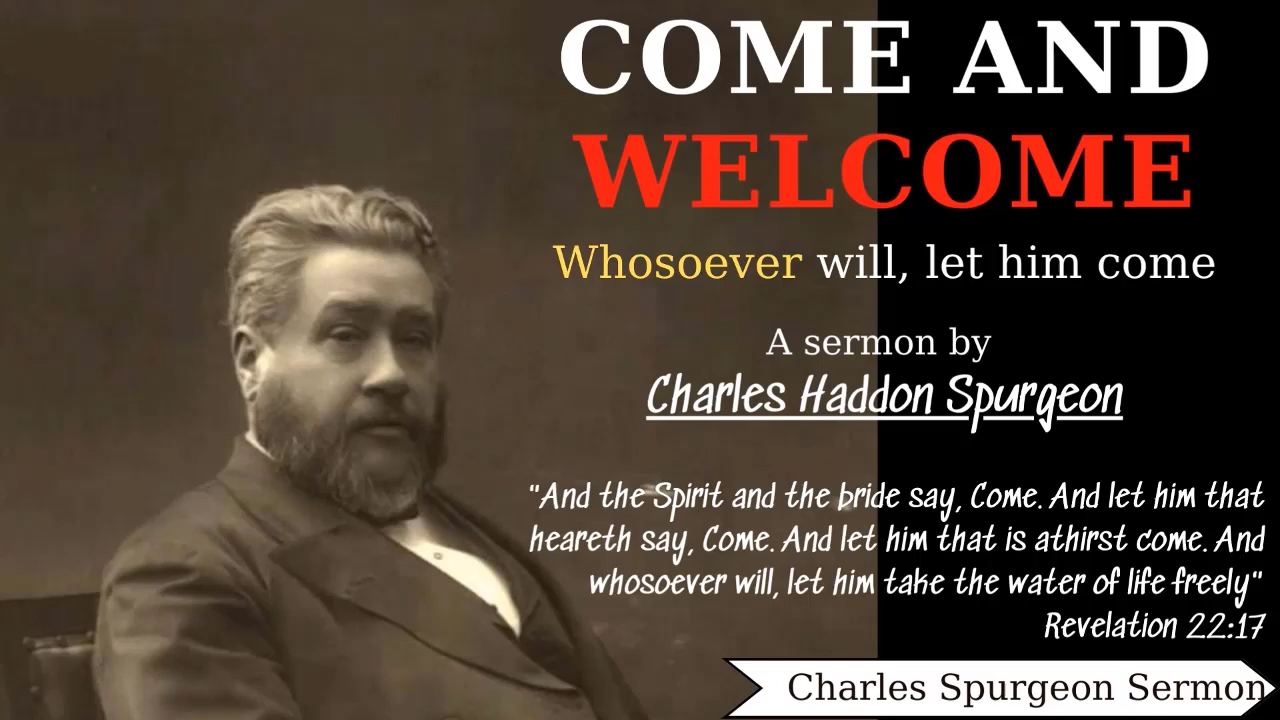 COME AND
WELCOME
Whosoever will, let him come
A sermon by
Charles Haddon Spurgeon
"And the Spirit and the bride say, Come. And let him that
heareth say, Come. And let him that is athirst come. And
whosoever will, let him take the water of life freely"
Revelation 22:17
Charles Spurgeon Sermon